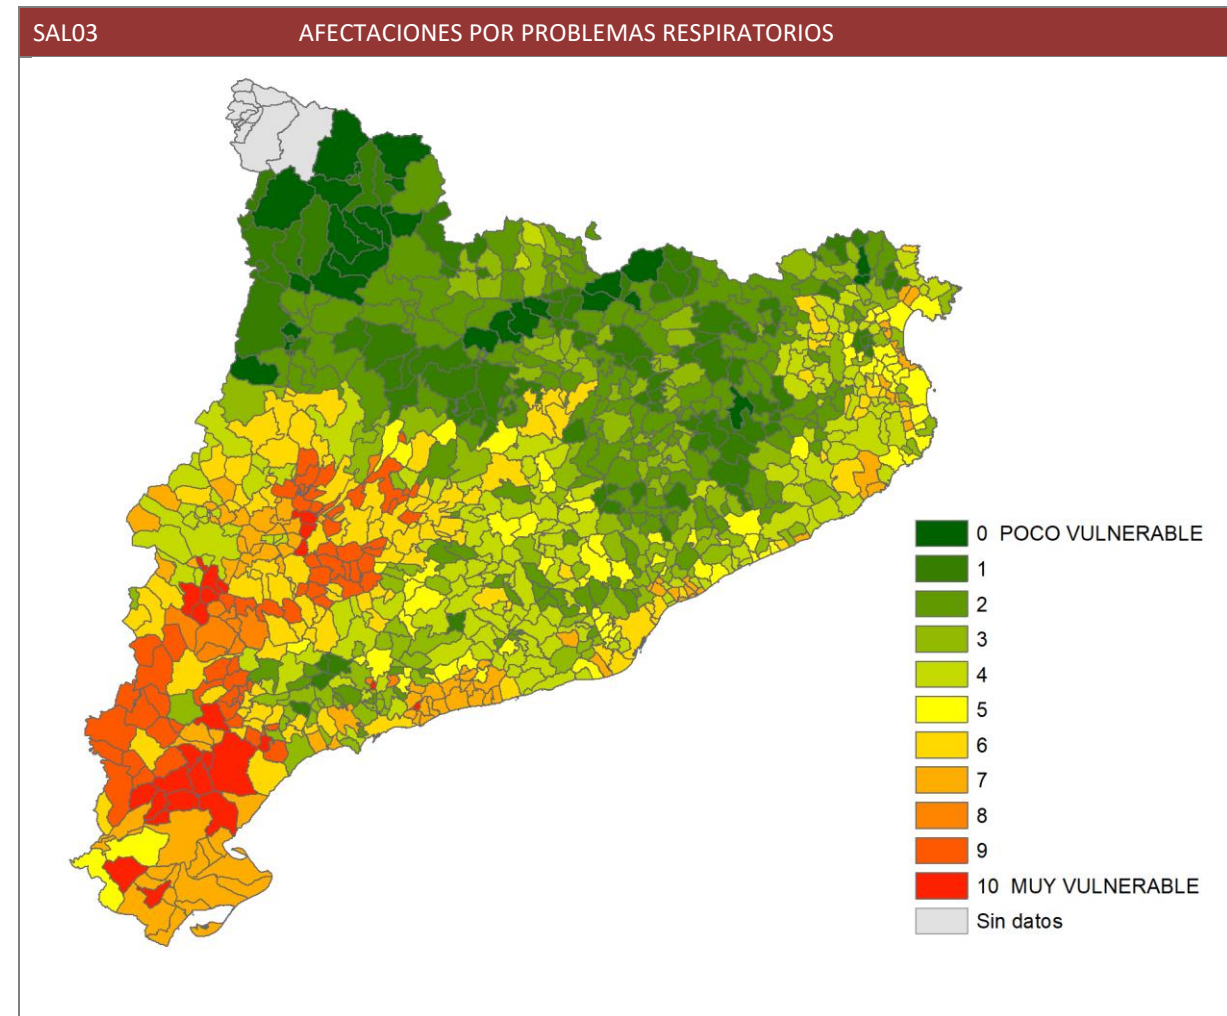 SAL03 AFECTACIONES POR PROBLEMAS RESPIRATORIOS
0 POCO VULNERABLE
1
2
3
4
5
6
7
8
9
10 MUY VULNERABLE
Sin datos